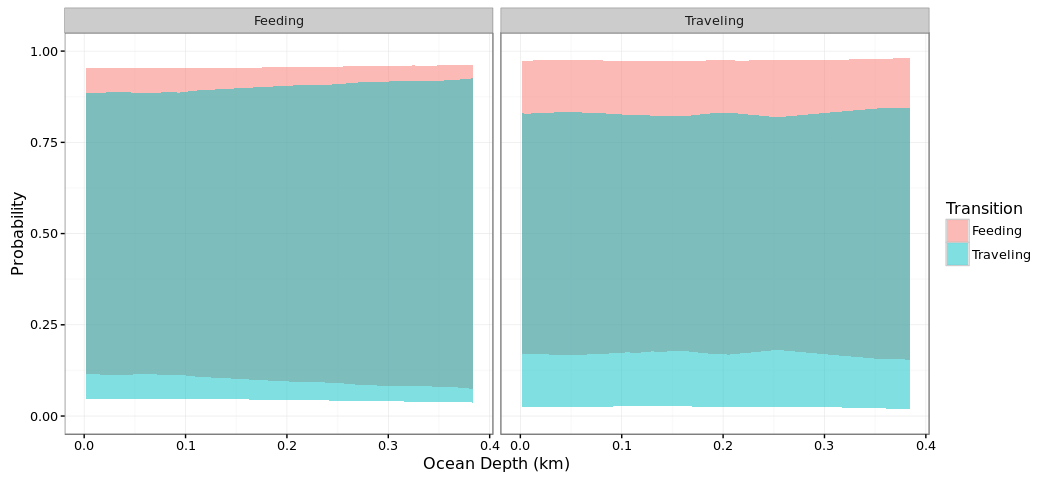 Feeding Traveling
1.00
0.75
0.50
0.25
0.00
Probability
0.0 0.1 0.2 0.3 0.4 0.0 0.1 0.2 0.3 0.4
Ocean Depth (km)
Transition
Feeding
Traveling